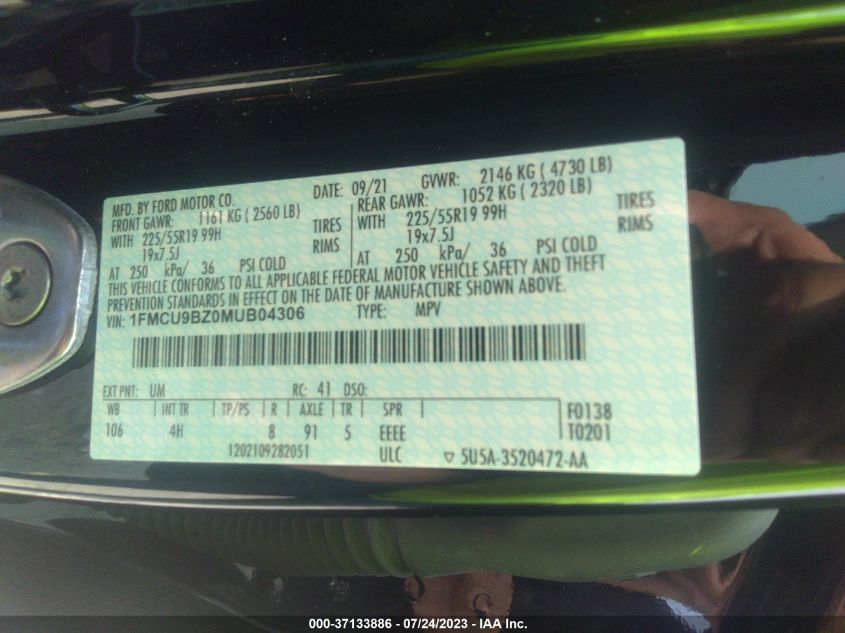 MFD. BY FORD MOTOR CO. DATE: 09/21 GVWR: 2146 KG ( 4730 LB)
FRONT GAWR: 1161 KG ( 2560 LB) REAR GAWR: 1052 KG ( 2320 LB)
WITH 225/55R19 99H TIRES WITH 225/55R19 99H TIRES
19x7.5J RIMS 19x7.5J RIMS
AT 250 kPa/ 36 PSI COLD AT 250 kPa/ 36 PSI COLD
THIS VEHICLE CONFORMS TO ALL APPLICABLE FEDERAL MOTOR VEHICLE SAFETY AND THEFT
PREVENTION STANDARDS IN EFFECT ON THE DATE OF MANUFACTURE SHOWN ABOVE.
VIN: 1FMCU9BZ0MUB04306 TYPE: MPV
EXT PNT: UM RC: 41 DSO:
WB INT TR TP/PS R AXLE TR SPR F0138
106 4H 8 91 5 EEEE T0201
1202109282051 ULC ▽ 5U5A-3520472-AA
000-37133886 / 07/24/2023 - IAA Inc.